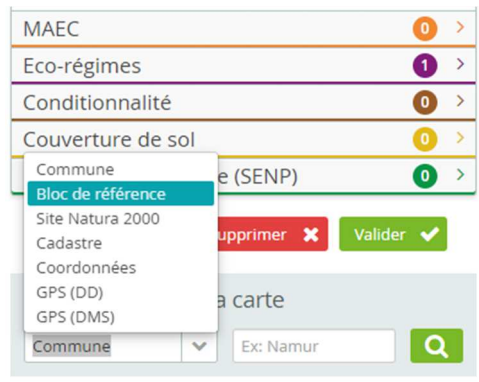 MAEC 0
Eco-régimes 1
Conditionnalité 0
Couverture de sol 0
e (SENP) 0
Commune
Bloc de référence
Site Natura 2000
Cadastre
Coordonnées
GPS (DD)
GPS (DMS)
upprimer Valider
a carte
Commune Ex: Namur